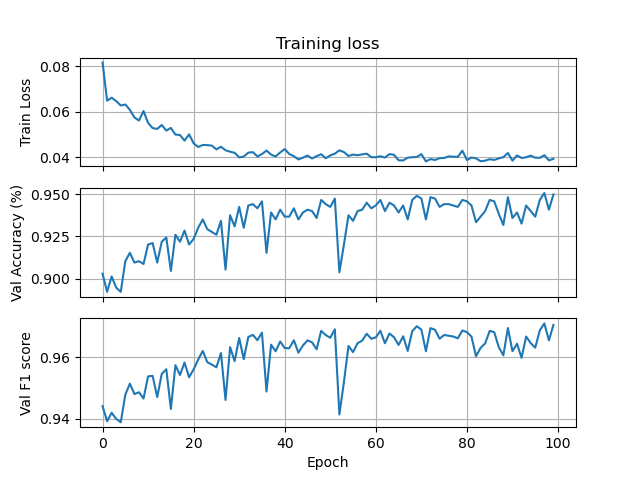 Training loss
0.08
0.06
0.04
Train Loss
0.950
0.925
0.900
Val Accuracy (%)
0.96
0.94
Val F1 score
0 20 40 60 80 100
Epoch